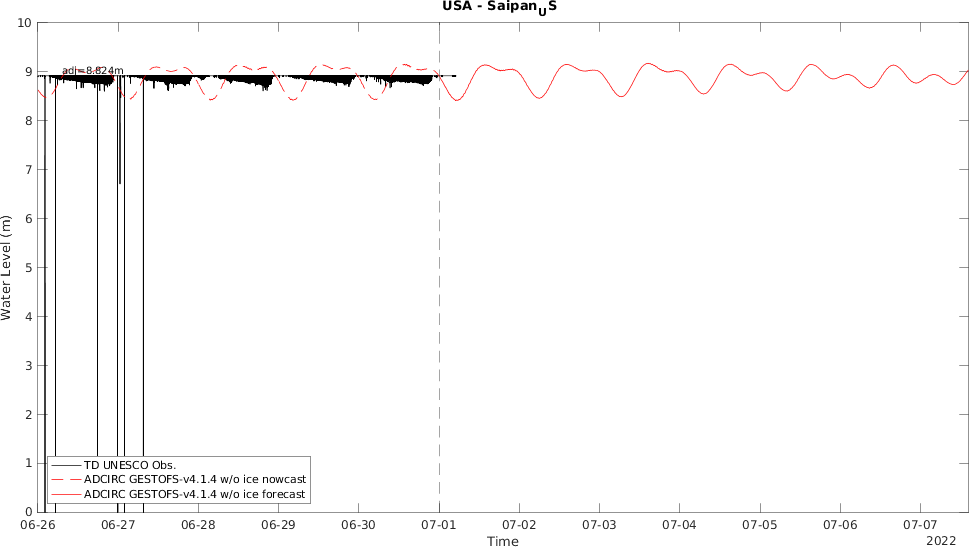 USA - Saipan_US
10
9
8
7
6
5
4
3
2
1
0
Water Level (m)
adj=8.824m
TD UNESCO Obs.
ADCIRC GESTOFS-v4.1.4 w/o ice nowcast
ADCIRC GESTOFS-v4.1.4 w/o ice forecast
06-26 06-27 06-28 06-29 06-30 07-01 07-02 07-03 07-04 07-05 07-06 07-07
Time
2022